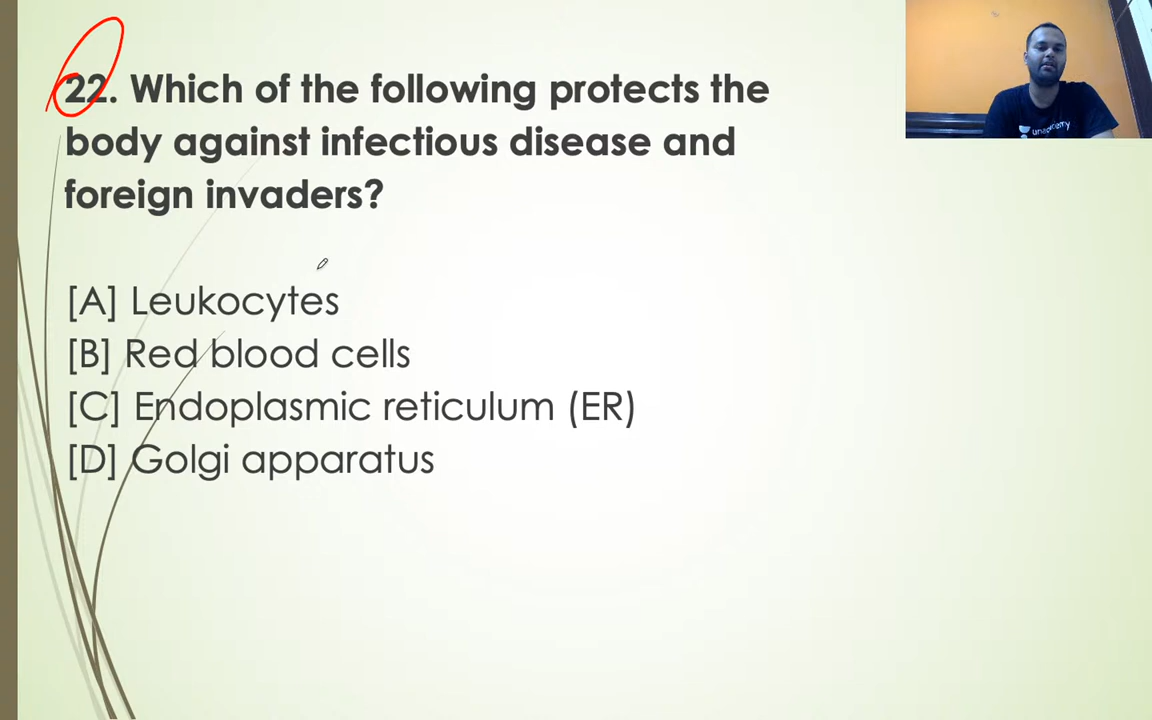 22. Which of the following protects the
body against infectious disease and
foreign invaders?
[A] Leukocytes
[B] Red blood cells
[C] Endoplasmic reticulum (ER)
[D] Golgi apparatus